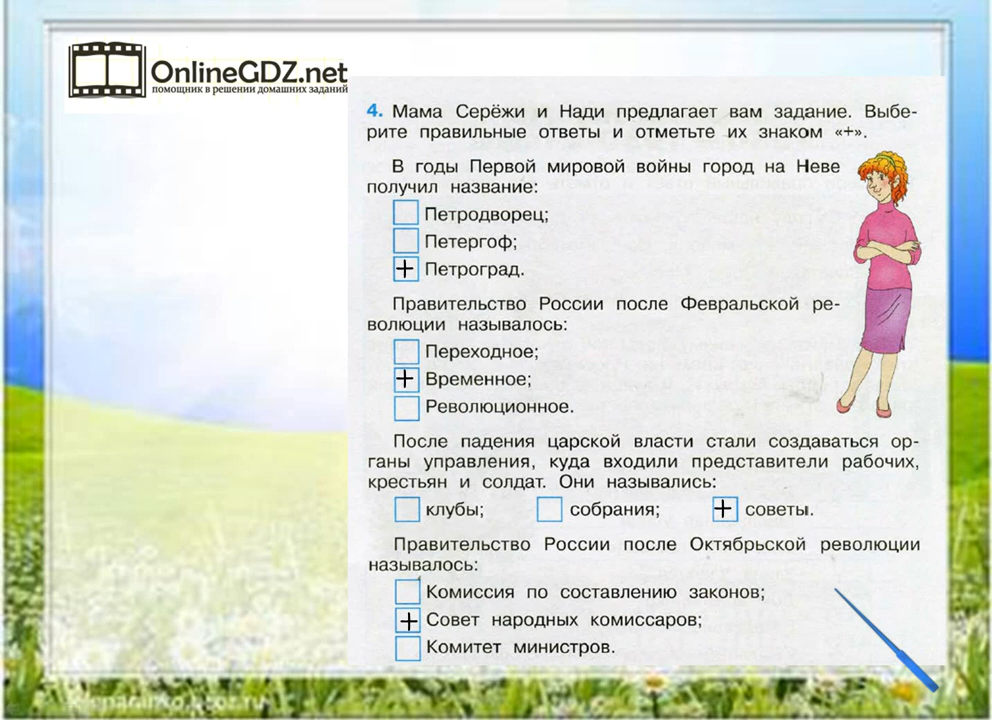 OnlineGDZ.net
помощник в решении домашних заданий
4. Мама Серёжи и Нади предлагает вам задание. Выбе-
рите правильные ответы и отметьте их знаком «+».
В годы Первой мировой войны город на Неве
получил название:
Петродворец;
Петергоф;
+ Петроград.
Правительство России после Февральской ре-
волюции называлось:
Переходное;
+ Временное;
Революционное.
После падения царской власти стали создаваться ор-
ганы управления, куда входили представители рабочих,
крестьян и солдат. Они назывались:
клубы; собрания; + советы.
Правительство России после Октябрьской революции
называлось:
Комиссия по составлению законов;
+ Совет народных комиссаров;
Комитет министров.